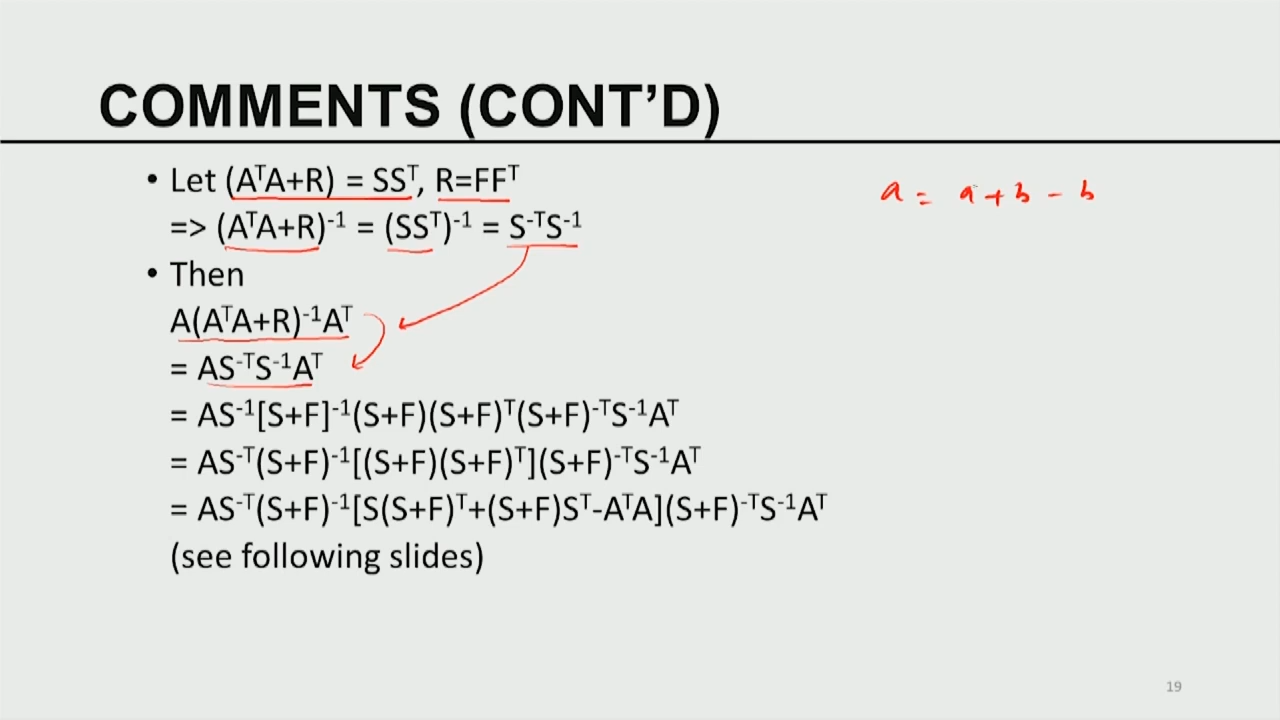 COMMENTS (CONT'D)
• Let (AᵀA+R) = SSᵀ, R=FFᵀ
=> (AᵀA+R)⁻¹ = (SSᵀ)⁻¹ = S⁻ᵀS⁻¹
a = a + b - b
• Then
A(AᵀA+R)⁻¹Aᵀ
= AS⁻ᵀS⁻¹Aᵀ
= AS⁻¹[S+F]⁻¹(S+F)(S+F)ᵀ(S+F)⁻ᵀS⁻¹Aᵀ
= AS⁻ᵀ(S+F)⁻¹[(S+F)(S+F)ᵀ](S+F)⁻ᵀS⁻¹Aᵀ
= AS⁻ᵀ(S+F)⁻¹[S(S+F)ᵀ+(S+F)Sᵀ-AᵀA](S+F)⁻ᵀS⁻¹Aᵀ
(see following slides)
19